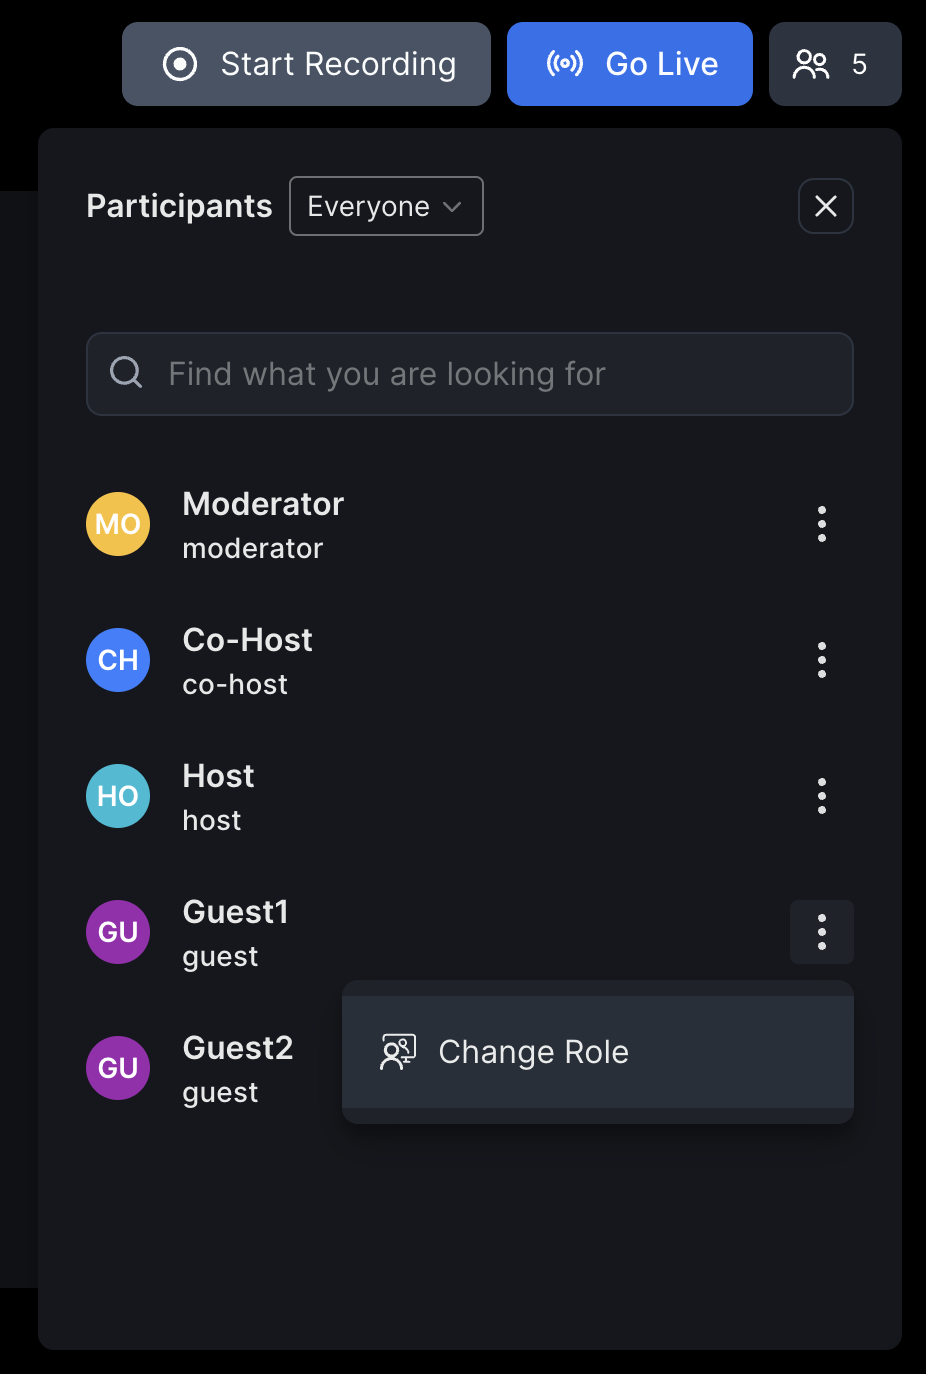 Start Recording
Go Live
5
Participants
Everyone
Find what you are looking for
MO
Moderator
moderator
CH
Co-Host
co-host
HO
Host
host
GU
Guest1
guest
Change Role
GU
Guest2
guest